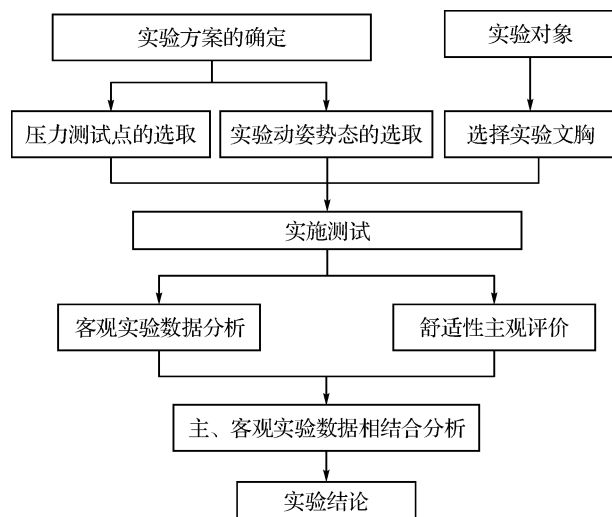 实验方案的确定
实验对象
压力测试点的选取
实验动姿势态的选取
选择实验文胸
实施测试
客观实验数据分析
舒适性主观评价
主、客观实验数据相结合分析
实验结论